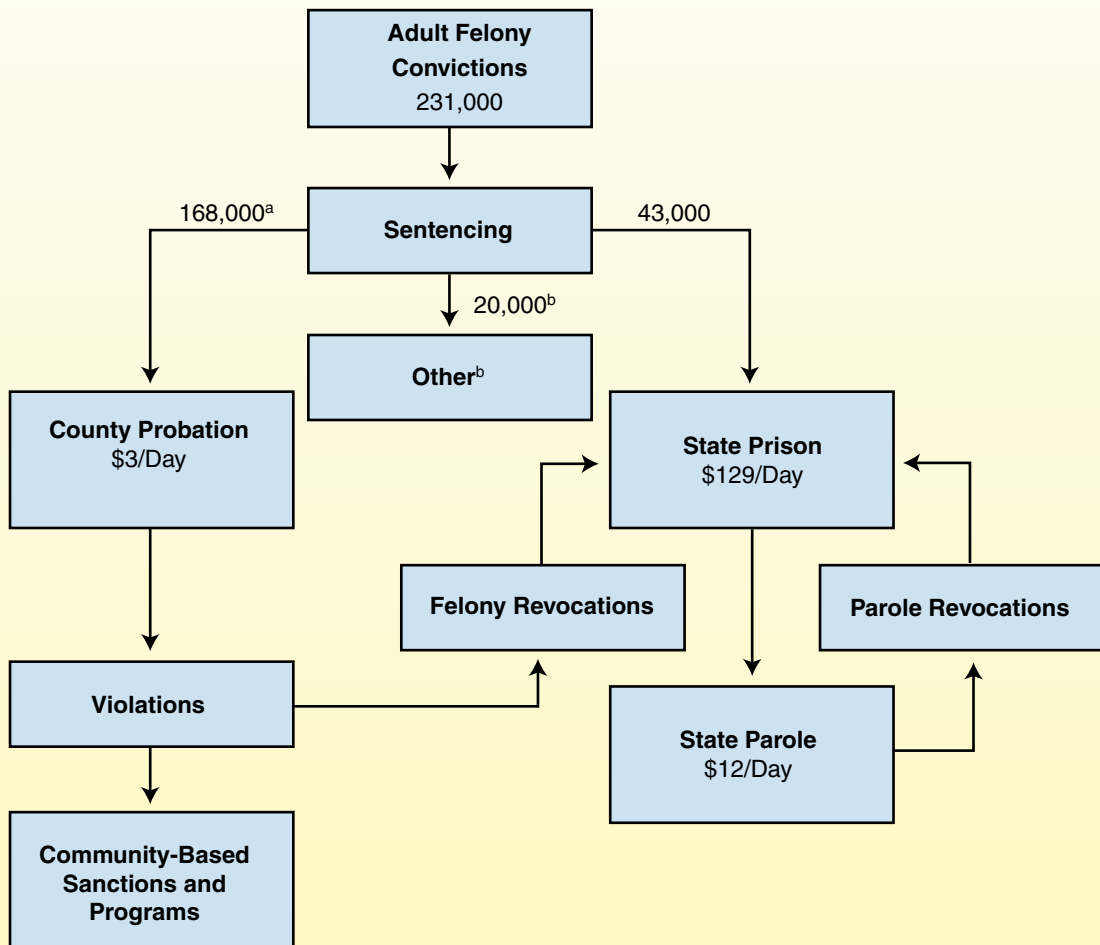 Adult Felony
Convictions
231,000
168,000ᵃ
Sentencing
43,000
20,000ᵇ
Otherᵇ
County Probation
$3/Day
State Prison
$129/Day
Felony Revocations
Parole Revocations
Violations
State Parole
$12/Day
Community-Based
Sanctions and
Programs